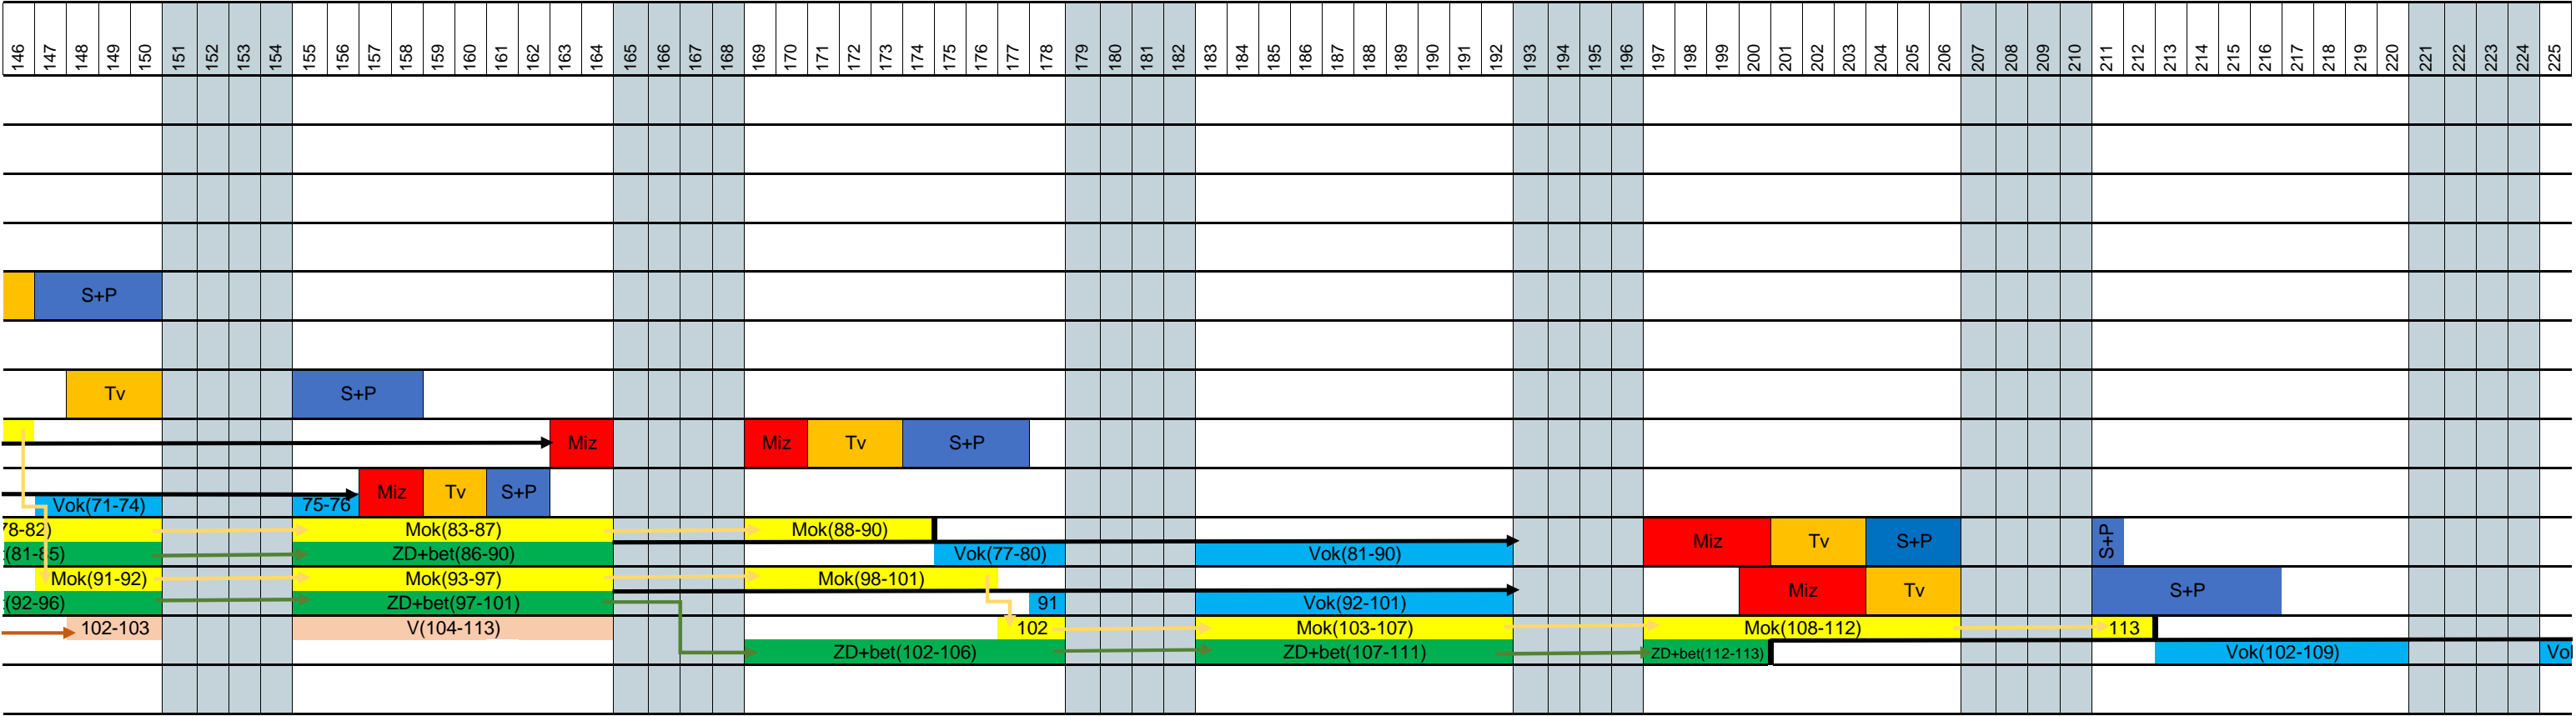 146 147 148 149 150 151 152 153 154 155 156 157 158 159 160 161 162 163 164 165 166 167 168 169 170 171 172 173 174 175 176 177 178 179 180 181 182 183 184 185 186 187 188 189 190 191 192 193 194 195 196 197 198 199 200 201 202 203 204 205 206 207 208 209 210 211 212 213 214 215 216 217 218 219 220 221 222 223 224 225
S+P
Tv S+P
Miz Miz Tv S+P
Miz Tv S+P
Vok(71-74) 75-76
78-82) Mok(83-87) Mok(88-90)
Miz Tv S+P S+P
(81-85) ZD+bet(86-90) Vok(77-80) Vok(81-90)
Mok(91-92) Mok(93-97) Mok(98-101)
Miz Tv S+P
(92-96) ZD+bet(97-101) 91 Vok(92-101)
102-103 V(104-113) 102 Mok(103-107) Mok(108-112) 113
ZD+bet(102-106) ZD+bet(107-111) ZD+bet(112-113) Vok(102-109) Vo